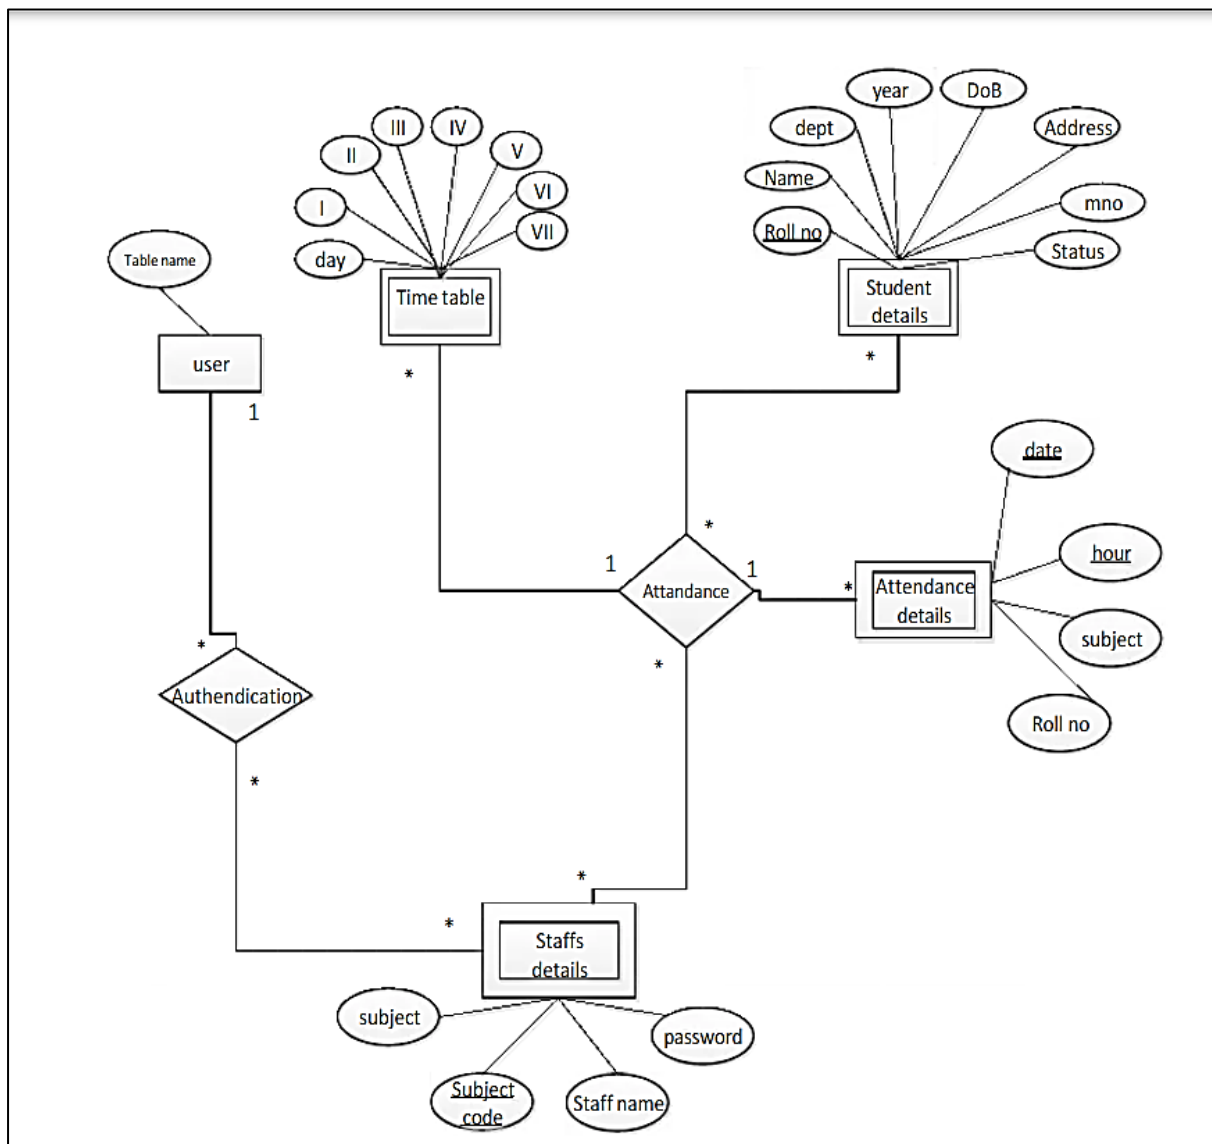 year
DoB
III
IV
dept
Address
II
V
Name
VI
mno
I
Roll no
VII
Status
day
Table name
Time table
Student
details
*
*
user
1
date
*
hour
1
1
Attandance
*
Attendance
details
subject
*
*
Authendication
Roll no
*
*
*
Staffs
details
subject
password
Subject
code
Staff name